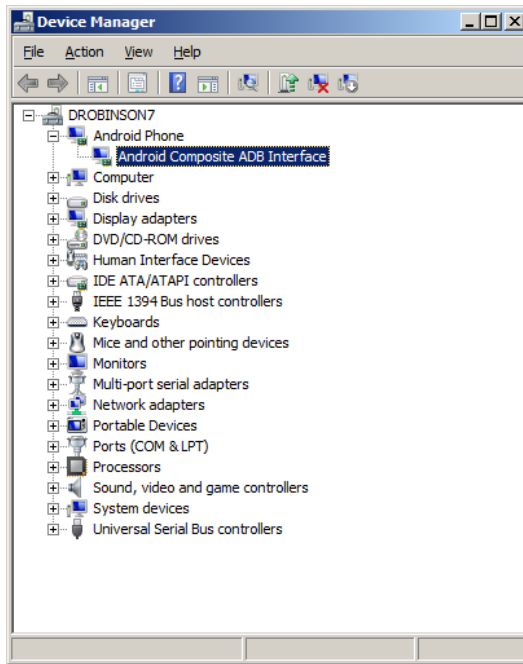 Device Manager
File Action View Help
DROBINSON7
Android Phone
Android Composite ADB Interface
Computer
Disk drives
Display adapters
DVD/CD-ROM drives
Human Interface Devices
IDE ATA/ATAPI controllers
IEEE 1394 Bus host controllers
Keyboards
Mice and other pointing devices
Monitors
Multi-port serial adapters
Network adapters
Portable Devices
Ports (COM & LPT)
Processors
Sound, video and game controllers
System devices
Universal Serial Bus controllers